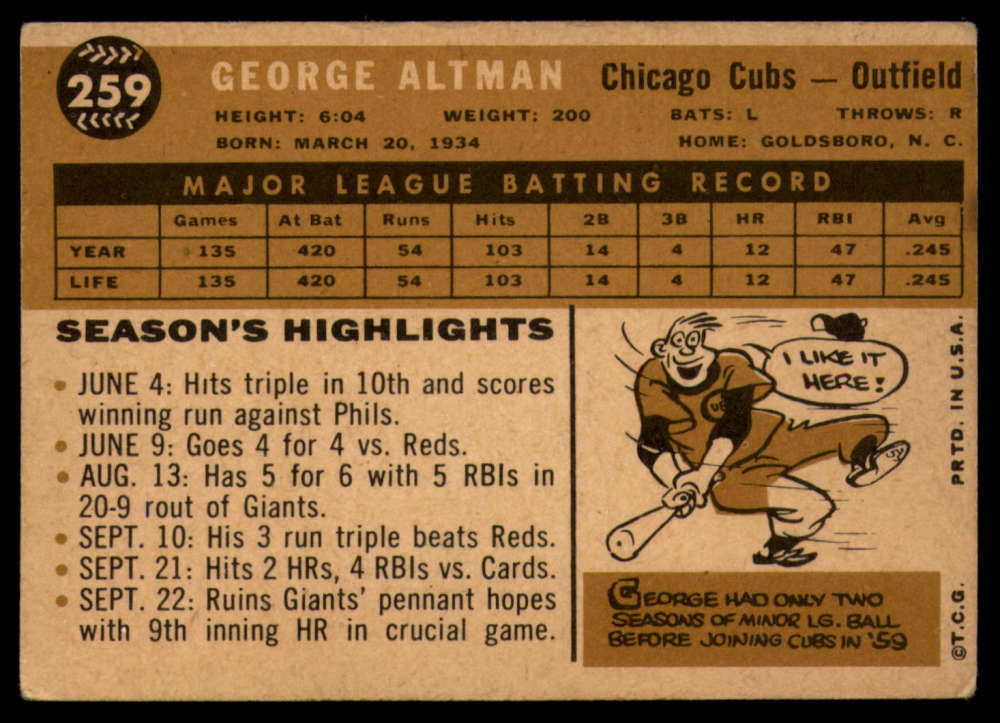 259
GEORGE ALTMAN Chicago Cubs — Outfield
HEIGHT: 6:04 WEIGHT: 200 BATS: L THROWS: R
BORN: MARCH 20, 1934 HOME: GOLDSBORO, N. C.
MAJOR LEAGUE BATTING RECORD
Games At Bat Runs Hits 2B 3B HR RBI Avg
YEAR 135 420 54 103 14 4 12 47 .245
LIFE 135 420 54 103 14 4 12 47 .245
SEASON'S HIGHLIGHTS
• JUNE 4: Hits triple in 10th and scores
winning run against Phils.
• JUNE 9: Goes 4 for 4 vs. Reds.
• AUG. 13: Has 5 for 6 with 5 RBIs in
20-9 rout of Giants.
• SEPT. 10: His 3 run triple beats Reds.
• SEPT. 21: Hits 2 HRs, 4 RBIs vs. Cards.
• SEPT. 22: Ruins Giants' pennant hopes
with 9th inning HR in crucial game.
I LIKE IT
HERE!
GEORGE HAD ONLY TWO
SEASONS OF MINOR LG. BALL
BEFORE JOINING CUBS IN '59
©T.C.G. PRTD. IN U.S.A.